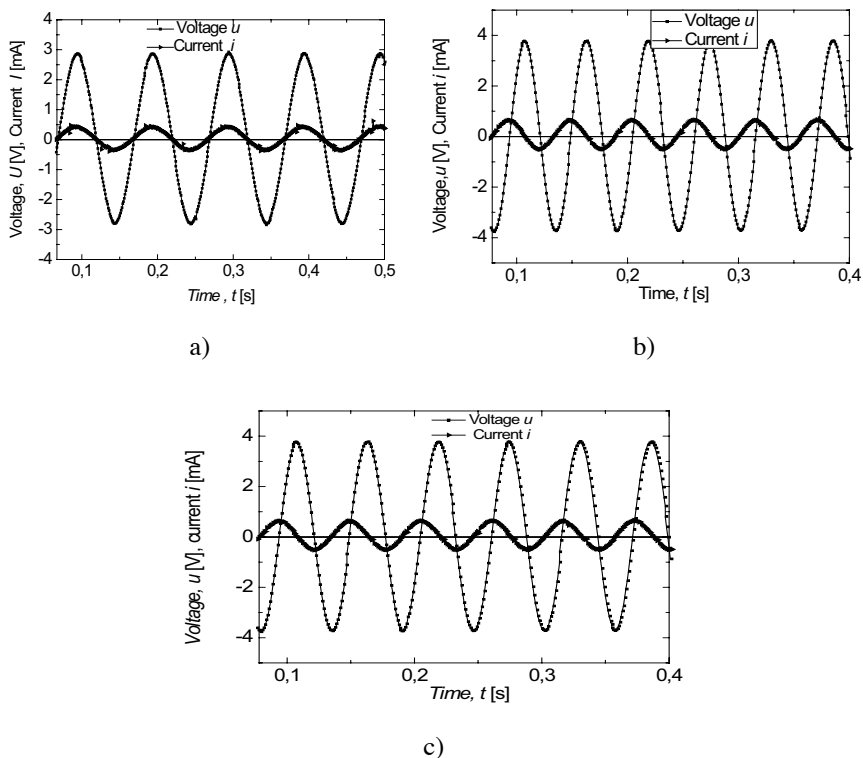 Voltage u
Current i
Voltage, U [V], Current I [mA]
4
3
2
1
0
-1
-2
-3
-4
0,1
0,2
0,3
0,4
0,5
Time , t [s]
a)
Voltage u
Current i
Voltage,u [V], Current i [mA]
4
2
0
-2
-4
0,1
0,2
0,3
0,4
Time, t [s]
b)
Voltage u
Current i
Voltage, u [V], current i [mA]
4
2
0
-2
-4
0,1
0,2
0,3
0,4
Time, t [s]
c)